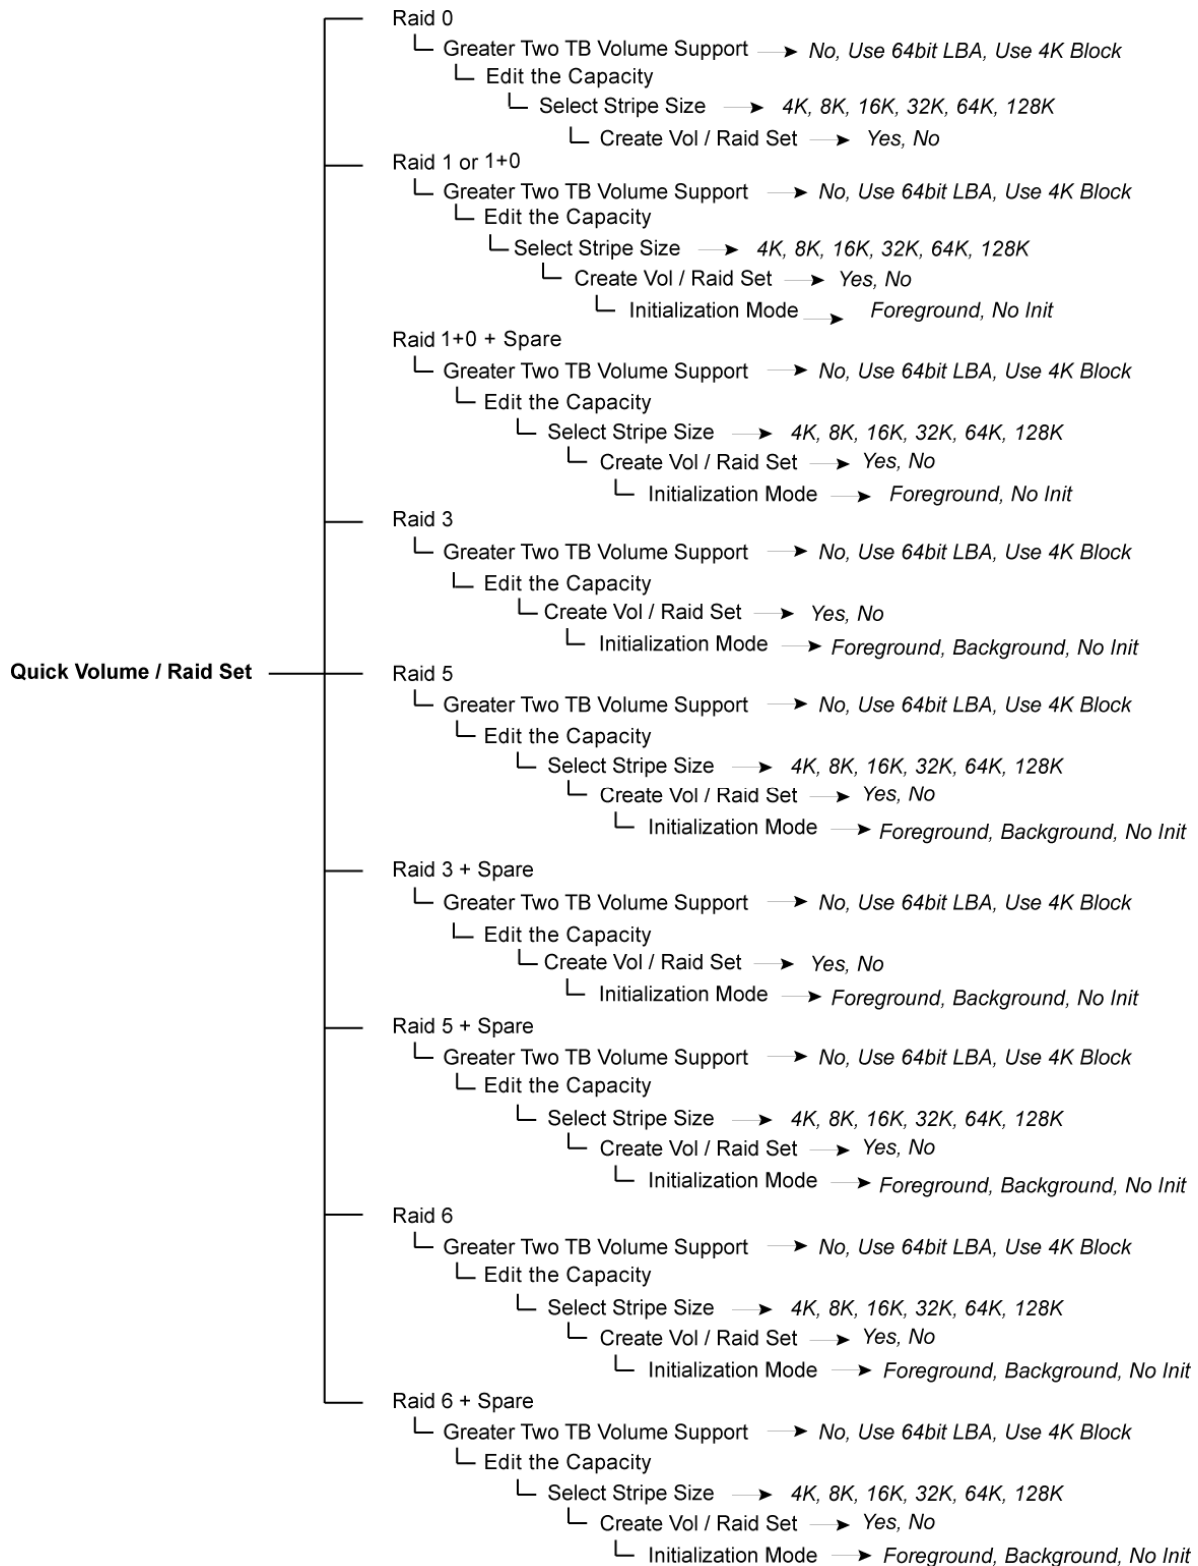 Raid 0
Greater Two TB Volume Support No, Use 64bit LBA, Use 4K Block
Edit the Capacity
Select Stripe Size 4K, 8K, 16K, 32K, 64K, 128K
Create Vol / Raid Set Yes, No
Raid 1 or 1+0
Greater Two TB Volume Support No, Use 64bit LBA, Use 4K Block
Edit the Capacity
Select Stripe Size 4K, 8K, 16K, 32K, 64K, 128K
Create Vol / Raid Set Yes, No
Initialization Mode Foreground, No Init
Raid 1+0 + Spare
Greater Two TB Volume Support No, Use 64bit LBA, Use 4K Block
Edit the Capacity
Select Stripe Size 4K, 8K, 16K, 32K, 64K, 128K
Create Vol / Raid Set Yes, No
Initialization Mode Foreground, No Init
Raid 3
Greater Two TB Volume Support No, Use 64bit LBA, Use 4K Block
Edit the Capacity
Create Vol / Raid Set Yes, No
Initialization Mode Foreground, Background, No Init
Quick Volume / Raid Set
Raid 5
Greater Two TB Volume Support No, Use 64bit LBA, Use 4K Block
Edit the Capacity
Select Stripe Size 4K, 8K, 16K, 32K, 64K, 128K
Create Vol / Raid Set Yes, No
Initialization Mode Foreground, Background, No Init
Raid 3 + Spare
Greater Two TB Volume Support No, Use 64bit LBA, Use 4K Block
Edit the Capacity
Create Vol / Raid Set Yes, No
Initialization Mode Foreground, Background, No Init
Raid 5 + Spare
Greater Two TB Volume Support No, Use 64bit LBA, Use 4K Block
Edit the Capacity
Select Stripe Size 4K, 8K, 16K, 32K, 64K, 128K
Create Vol / Raid Set Yes, No
Initialization Mode Foreground, Background, No Init
Raid 6
Greater Two TB Volume Support No, Use 64bit LBA, Use 4K Block
Edit the Capacity
Select Stripe Size 4K, 8K, 16K, 32K, 64K, 128K
Create Vol / Raid Set Yes, No
Initialization Mode Foreground, Background, No Init
Raid 6 + Spare
Greater Two TB Volume Support No, Use 64bit LBA, Use 4K Block
Edit the Capacity
Select Stripe Size 4K, 8K, 16K, 32K, 64K, 128K
Create Vol / Raid Set Yes, No
Initialization Mode Foreground, Background, No Init